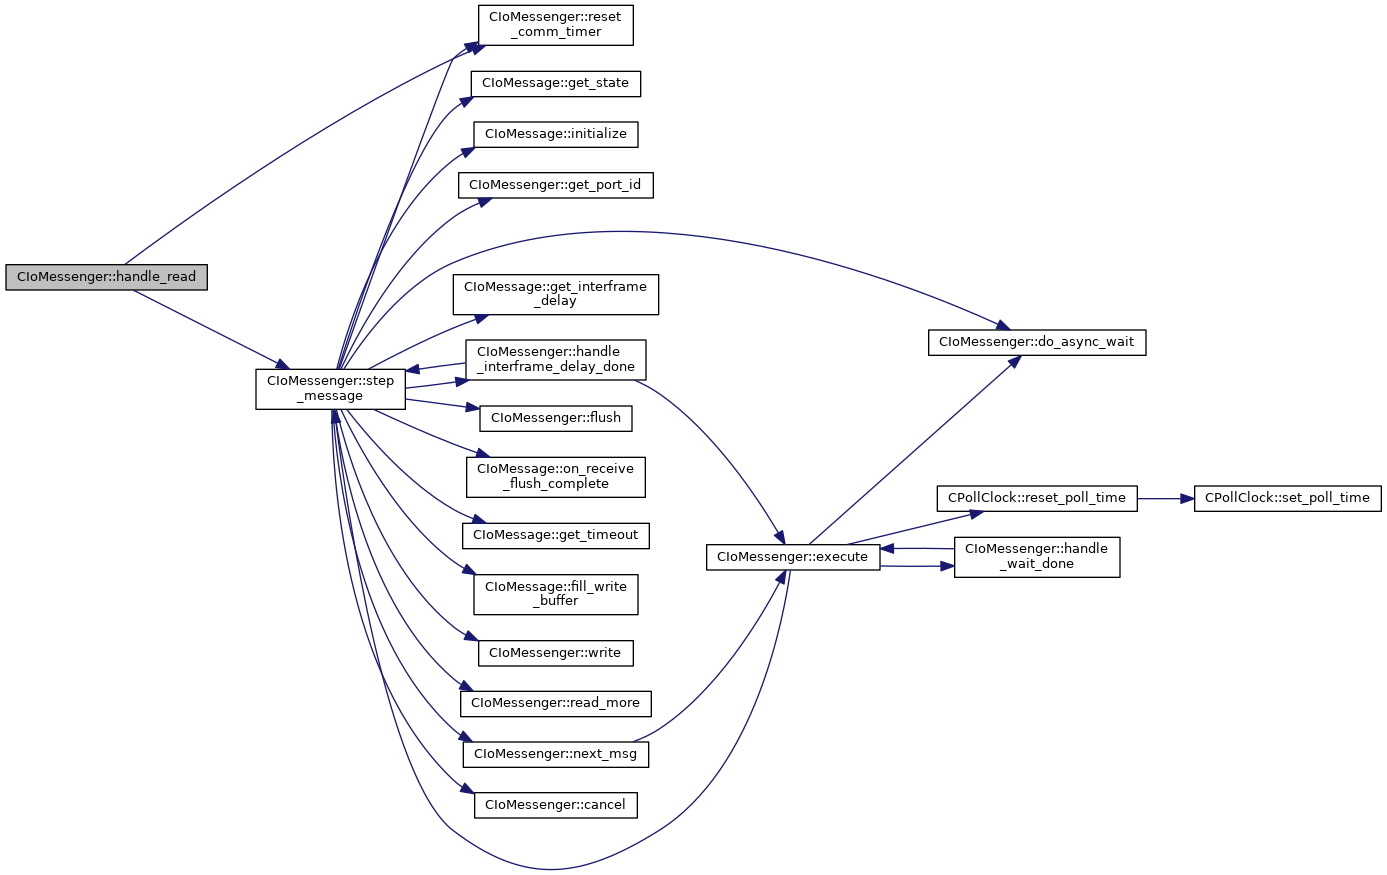 CIoMessenger::reset
_comm_timer
CIoMessage::get_state
CIoMessage::initialize
CIoMessenger::get_port_id
CIoMessenger::handle_read
CIoMessage::get_interframe
_delay
CIoMessenger::do_async_wait
CIoMessenger::handle
_interframe_delay_done
CIoMessenger::step
_message
CIoMessenger::flush
CIoMessage::on_receive
_flush_complete
CPollClock::reset_poll_time
CPollClock::set_poll_time
CIoMessage::get_timeout
CIoMessenger::execute
CIoMessenger::handle
_wait_done
CIoMessage::fill_write
_buffer
CIoMessenger::write
CIoMessenger::read_more
CIoMessenger::next_msg
CIoMessenger::cancel